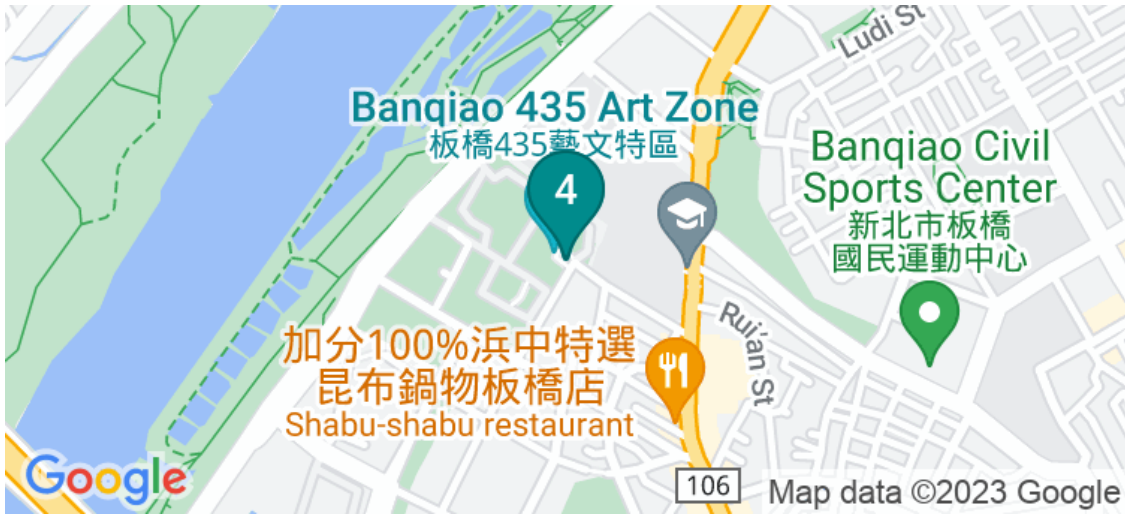 Ludi St
Banqiao 435 Art Zone
板橋435藝文特區
4
Banqiao Civil
Sports Center
新北市板橋
國民運動中心
Rui'an St
加分100%浜中特選
昆布鍋物板橋店
Shabu-shabu restaurant
Google
106
Map data ©2023 Google